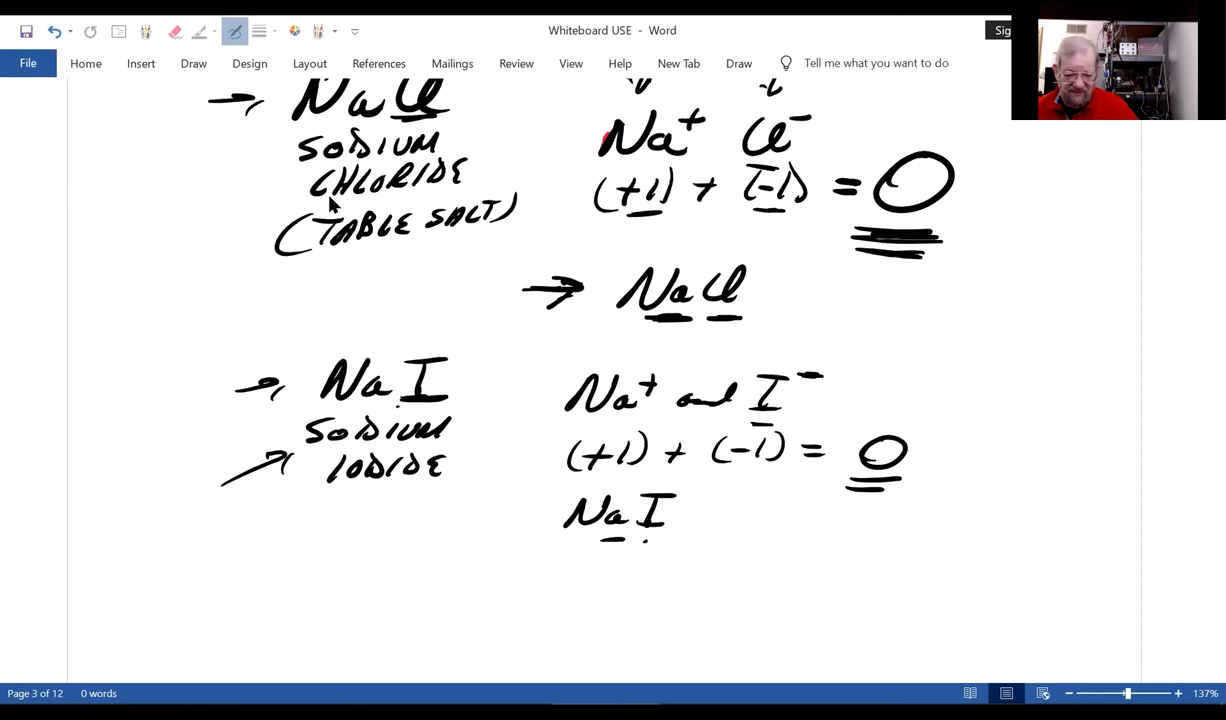 Whiteboard USE - Word
Sig
File Home Insert Draw Design Layout References Mailings Review View Help New Tab Draw Tell me what you want to do
→ NaCl
SODIUM
CHLORIDE
(TABLE SALT)
Na⁺ Cl⁻
(+1) + (-1) = 0
→ NaCl
→ NaI
SODIUM
→ IODIDE
Na⁺ and I⁻
(+1) + (-1) = 0
NaI
Page 3 of 12 0 words
137%